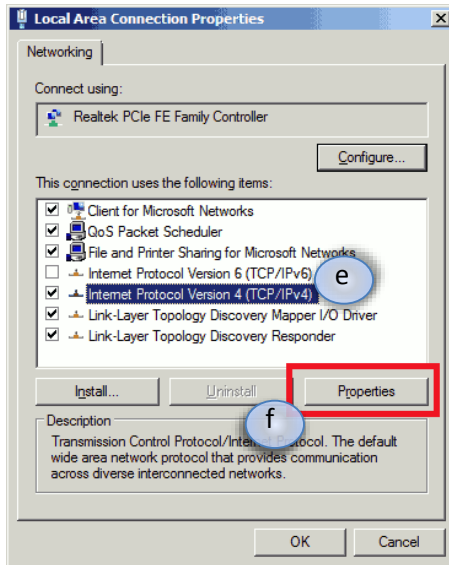 Local Area Connection Properties
Networking
Connect using:
Realtek PCIe FE Family Controller
Configure...
This connection uses the following items:
Client for Microsoft Networks
QoS Packet Scheduler
File and Printer Sharing for Microsoft Networks
Internet Protocol Version 6 (TCP/IPv6)
e
Internet Protocol Version 4 (TCP/IPv4)
Link-Layer Topology Discovery Mapper I/O Driver
Link-Layer Topology Discovery Responder
Install... Uninstall Properties
f
Description
Transmission Control Protocol/Internet Protocol. The default
wide area network protocol that provides communication
across diverse interconnected networks.
OK Cancel